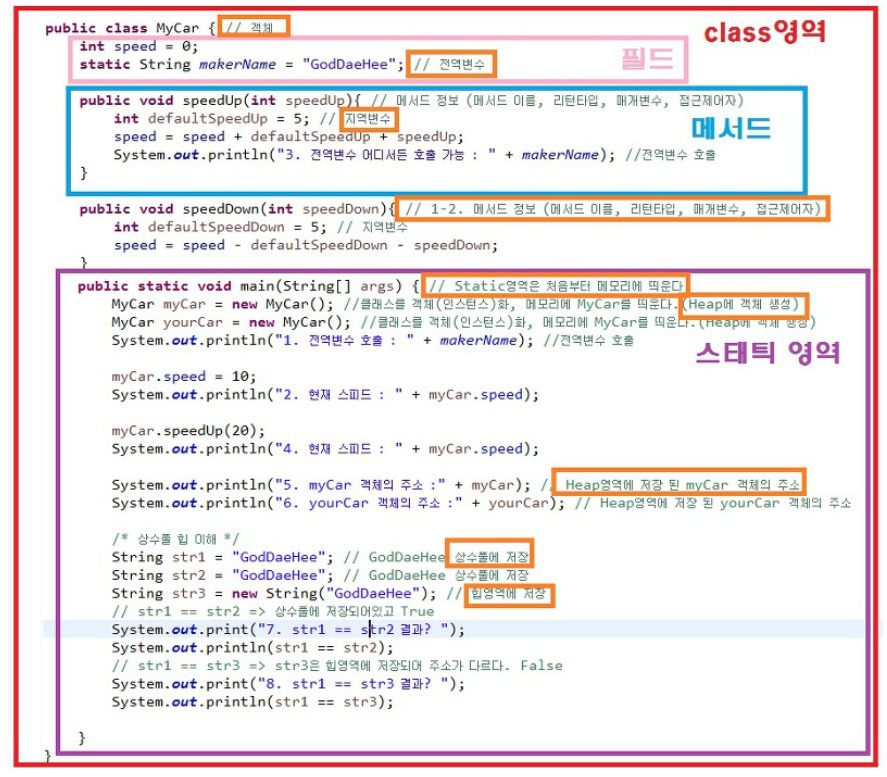 public class MyCar { // 객체
class영역
int speed = 0;
static String makerName = "GodDaeHee"; // 전역변수
필드
public void speedUp(int speedUp){ // 메서드 정보 (메서드 이름, 리턴타입, 매개변수, 접근제어자)
int defaultSpeedUp = 5; // 지역변수
speed = speed + defaultSpeedUp + speedUp;
메서드
System.out.println("3. 전역변수 어디서든 호출 가능 : " + makerName); //전역변수 호출
}
public void speedDown(int speedDown){ // 1-2. 메서드 정보 (메서드 이름, 리턴타입, 매개변수, 접근제어자)
int defaultSpeedDown = 5; // 지역변수
speed = speed - defaultSpeedDown - speedDown;
}
public static void main(String[] args) { // Static영역은 처음부터 메모리에 띄운다
MyCar myCar = new MyCar(); //클래스를 객체(인스턴스)화, 메모리에 MyCar를 띄운다.(Heap에 객체 생성)
MyCar yourCar = new MyCar(); //클래스를 객체(인스턴스)화, 메모리에 MyCar를 띄운다.(Heap에 객체 생성)
System.out.println("1. 전역변수 호출 : " + makerName); //전역변수 호출
스태틱 영역
myCar.speed = 10;
System.out.println("2. 현재 스피드 : " + myCar.speed);
myCar.speedUp(20);
System.out.println("4. 현재 스피드 : " + myCar.speed);
System.out.println("5. myCar 객체의 주소 :" + myCar); // Heap영역에 저장 된 myCar 객체의 주소
System.out.println("6. yourCar 객체의 주소 :" + yourCar); // Heap영역에 저장 된 yourCar 객체의 주소
/* 상수풀 힙 이해 */
String str1 = "GodDaeHee"; // GodDaeHee 상수풀에 저장
String str2 = "GodDaeHee"; // GodDaeHee 상수풀에 저장
String str3 = new String("GodDaeHee"); // 힙영역에 저장
// str1 == str2 => 상수풀에 저장되어있고 True
System.out.print("7. str1 == str2 결과? ");
System.out.println(str1 == str2);
// str1 == str3 => str3은 힙영역에 저장되며 주소가 다르다. False
System.out.print("8. str1 == str3 결과? ");
System.out.println(str1 == str3);
}
}